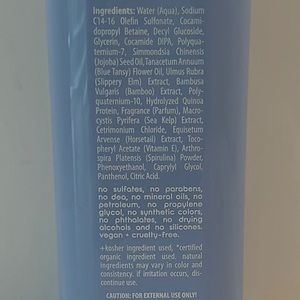 Ingredients: Water (Aqua), Sodium
C14-16 Olefin Sulfonate, Cocami-
dopropyl Betaine, Decyl Glucoside,
Glycerin, Cocamide DIPA, Polyqua-
ternium-7, Simmondsia Chinensis
(Jojoba) Seed Oil, Tanacetum Annuum
(Blue Tansy) Flower Oil, Ulmus Rubra
(Slippery Elm) Extract, Bambusa
Vulgaris (Bamboo) Extract, Poly-
quaternium-10, Hydrolyzed Quinoa
Protein, Fragrance (Parfum), Macro-
cystis Pyrifera (Sea Kelp) Extract,
Cetrimonium Chloride, Equisetum
Arvense (Horsetail) Extract, Toco-
pheryl Acetate (Vitamin E), Arthro-
spira Platensis (Spirulina) Powder,
Phenoxyethanol, Caprylyl Glycol,
Panthenol, Citric Acid.
no sulfates, no parabens,
no dea, no mineral oils, no
petroleum, no propylene
glycol, no synthetic colors,
no phthalates, no drying
alcohols and no silicones.
vegan + cruelty-free.
+kosher ingredient used, *certified
organic ingredient used. natural
ingredients may vary in color and
consistency. if irritation occurs, dis-
continue use.
CAUTION: FOR EXTERNAL USE ONLY!